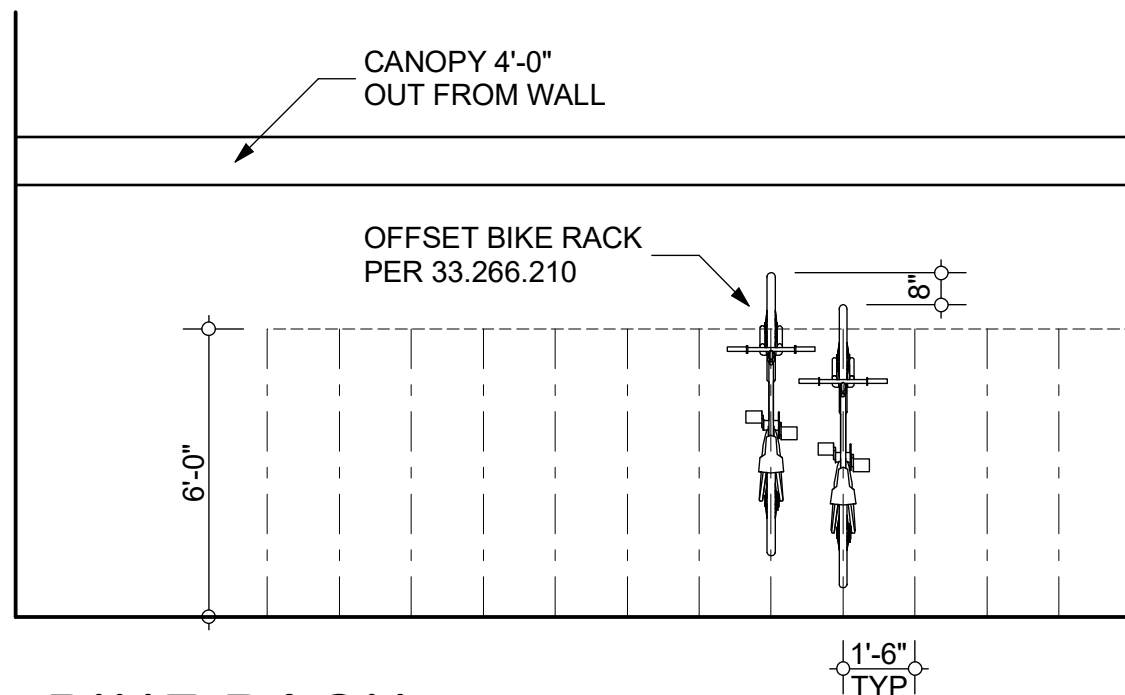 CANOPY 4'-0"
OUT FROM WALL
OFFSET BIKE RACK
PER 33.266.210
8"
6'-0"
1'-6"
TYP